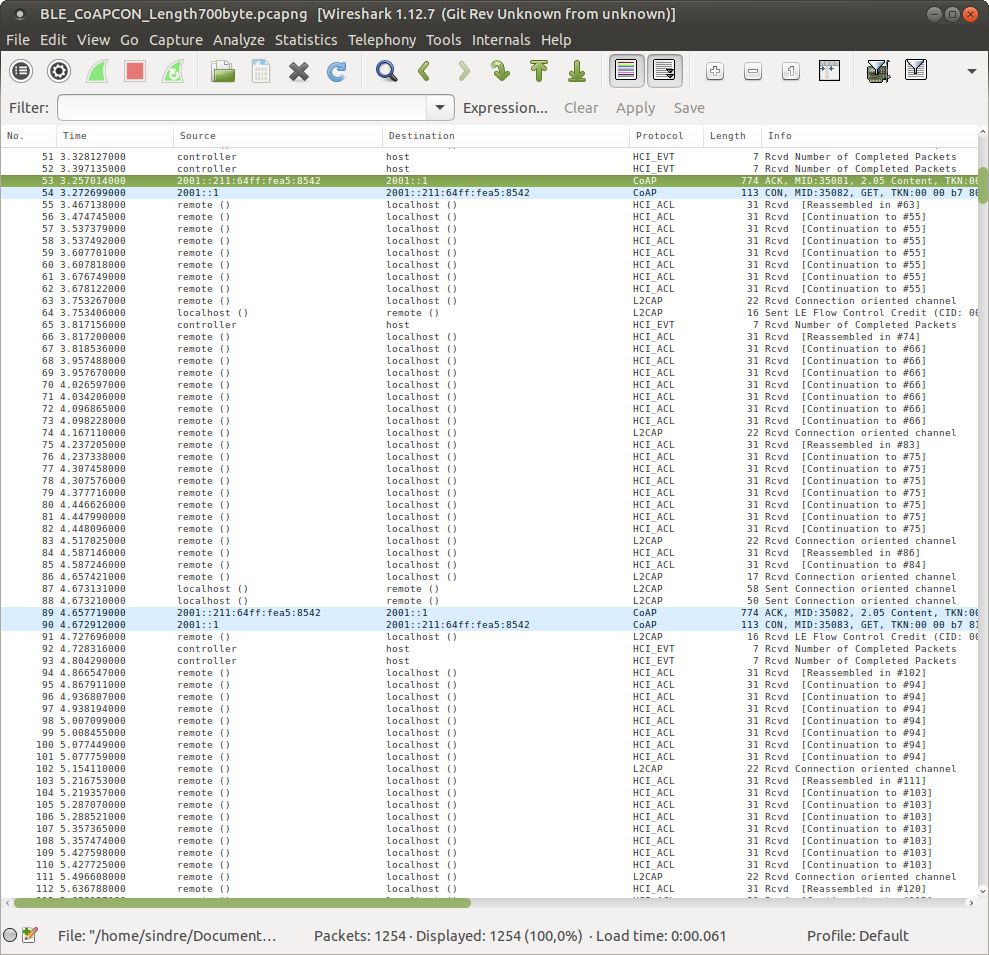 BLE_CoAPCON_Length700byte.pcapng   [Wireshark 1.12.7  (Git Rev Unknown from unknown)]
File Edit View Go Capture Analyze Statistics Telephony Tools Internals Help
Filter: Expression... Clear Apply Save
No. Time Source Destination Protocol Length Info
51 3.328127000 controller host HCI_EVT 7 Rcvd Number of Completed Packets
52 3.397135000 controller host HCI_EVT 7 Rcvd Number of Completed Packets
53 3.257014000 2001::211:64ff:fea5:8542 2001::1 CoAP 774 ACK, MID:35081, 2.05 Content, TKN:00
54 3.272699000 2001::1 2001::211:64ff:fea5:8542 CoAP 113 CON, MID:35082, GET, TKN:00 00 b7 80
55 3.467138000 remote () localhost () HCI_ACL 31 Rcvd  [Reassembled in #63]
56 3.474745000 remote () localhost () HCI_ACL 31 Rcvd  [Continuation to #55]
57 3.537379000 remote () localhost () HCI_ACL 31 Rcvd  [Continuation to #55]
58 3.537492000 remote () localhost () HCI_ACL 31 Rcvd  [Continuation to #55]
59 3.607701000 remote () localhost () HCI_ACL 31 Rcvd  [Continuation to #55]
60 3.607818000 remote () localhost () HCI_ACL 31 Rcvd  [Continuation to #55]
61 3.676749000 remote () localhost () HCI_ACL 31 Rcvd  [Continuation to #55]
62 3.678122000 remote () localhost () HCI_ACL 31 Rcvd  [Continuation to #55]
63 3.753267000 remote () localhost () L2CAP 22 Rcvd Connection oriented channel
64 3.753406000 localhost () remote () L2CAP 16 Sent LE Flow Control Credit (CID: 00
65 3.817156000 controller host HCI_EVT 7 Rcvd Number of Completed Packets
66 3.817200000 remote () localhost () HCI_ACL 31 Rcvd  [Reassembled in #74]
67 3.818536000 remote () localhost () HCI_ACL 31 Rcvd  [Continuation to #66]
68 3.957488000 remote () localhost () HCI_ACL 31 Rcvd  [Continuation to #66]
69 3.957670000 remote () localhost () HCI_ACL 31 Rcvd  [Continuation to #66]
70 4.026597000 remote () localhost () HCI_ACL 31 Rcvd  [Continuation to #66]
71 4.034206000 remote () localhost () HCI_ACL 31 Rcvd  [Continuation to #66]
72 4.096865000 remote () localhost () HCI_ACL 31 Rcvd  [Continuation to #66]
73 4.098228000 remote () localhost () HCI_ACL 31 Rcvd  [Continuation to #66]
74 4.167110000 remote () localhost () L2CAP 22 Rcvd Connection oriented channel
75 4.237205000 remote () localhost () HCI_ACL 31 Rcvd  [Reassembled in #83]
76 4.237338000 remote () localhost () HCI_ACL 31 Rcvd  [Continuation to #75]
77 4.307458000 remote () localhost () HCI_ACL 31 Rcvd  [Continuation to #75]
78 4.307576000 remote () localhost () HCI_ACL 31 Rcvd  [Continuation to #75]
79 4.377716000 remote () localhost () HCI_ACL 31 Rcvd  [Continuation to #75]
80 4.446626000 remote () localhost () HCI_ACL 31 Rcvd  [Continuation to #75]
81 4.447990000 remote () localhost () HCI_ACL 31 Rcvd  [Continuation to #75]
82 4.448096000 remote () localhost () HCI_ACL 31 Rcvd  [Continuation to #75]
83 4.517025000 remote () localhost () L2CAP 22 Rcvd Connection oriented channel
84 4.587146000 remote () localhost () HCI_ACL 31 Rcvd  [Reassembled in #86]
85 4.587246000 remote () localhost () HCI_ACL 31 Rcvd  [Continuation to #84]
86 4.657421000 remote () localhost () L2CAP 17 Rcvd Connection oriented channel
87 4.673131000 localhost () remote () L2CAP 58 Sent Connection oriented channel
88 4.673210000 localhost () remote () L2CAP 50 Sent Connection oriented channel
89 4.657719000 2001::211:64ff:fea5:8542 2001::1 CoAP 774 ACK, MID:35082, 2.05 Content, TKN:00
90 4.672912000 2001::1 2001::211:64ff:fea5:8542 CoAP 113 CON, MID:35083, GET, TKN:00 00 b7 81
91 4.727696000 remote () localhost () L2CAP 16 Rcvd LE Flow Control Credit (CID: 00
92 4.728316000 controller host HCI_EVT 7 Rcvd Number of Completed Packets
93 4.804290000 controller host HCI_EVT 7 Rcvd Number of Completed Packets
94 4.866547000 remote () localhost () HCI_ACL 31 Rcvd  [Reassembled in #102]
95 4.867911000 remote () localhost () HCI_ACL 31 Rcvd  [Continuation to #94]
96 4.936807000 remote () localhost () HCI_ACL 31 Rcvd  [Continuation to #94]
97 4.938194000 remote () localhost () HCI_ACL 31 Rcvd  [Continuation to #94]
98 5.007099000 remote () localhost () HCI_ACL 31 Rcvd  [Continuation to #94]
99 5.008455000 remote () localhost () HCI_ACL 31 Rcvd  [Continuation to #94]
100 5.077449000 remote () localhost () HCI_ACL 31 Rcvd  [Continuation to #94]
101 5.077759000 remote () localhost () HCI_ACL 31 Rcvd  [Continuation to #94]
102 5.154110000 remote () localhost () L2CAP 22 Rcvd Connection oriented channel
103 5.216753000 remote () localhost () HCI_ACL 31 Rcvd  [Reassembled in #111]
104 5.219357000 remote () localhost () HCI_ACL 31 Rcvd  [Continuation to #103]
105 5.287070000 remote () localhost () HCI_ACL 31 Rcvd  [Continuation to #103]
106 5.288521000 remote () localhost () HCI_ACL 31 Rcvd  [Continuation to #103]
107 5.357365000 remote () localhost () HCI_ACL 31 Rcvd  [Continuation to #103]
108 5.357474000 remote () localhost () HCI_ACL 31 Rcvd  [Continuation to #103]
109 5.427598000 remote () localhost () HCI_ACL 31 Rcvd  [Continuation to #103]
110 5.427725000 remote () localhost () HCI_ACL 31 Rcvd  [Continuation to #103]
111 5.496608000 remote () localhost () L2CAP 22 Rcvd Connection oriented channel
112 5.636788000 remote () localhost () HCI_ACL 31 Rcvd  [Reassembled in #120]
File: "/home/sindre/Document... Packets: 1254 · Displayed: 1254 (100,0%) · Load time: 0:00.061 Profile: Default